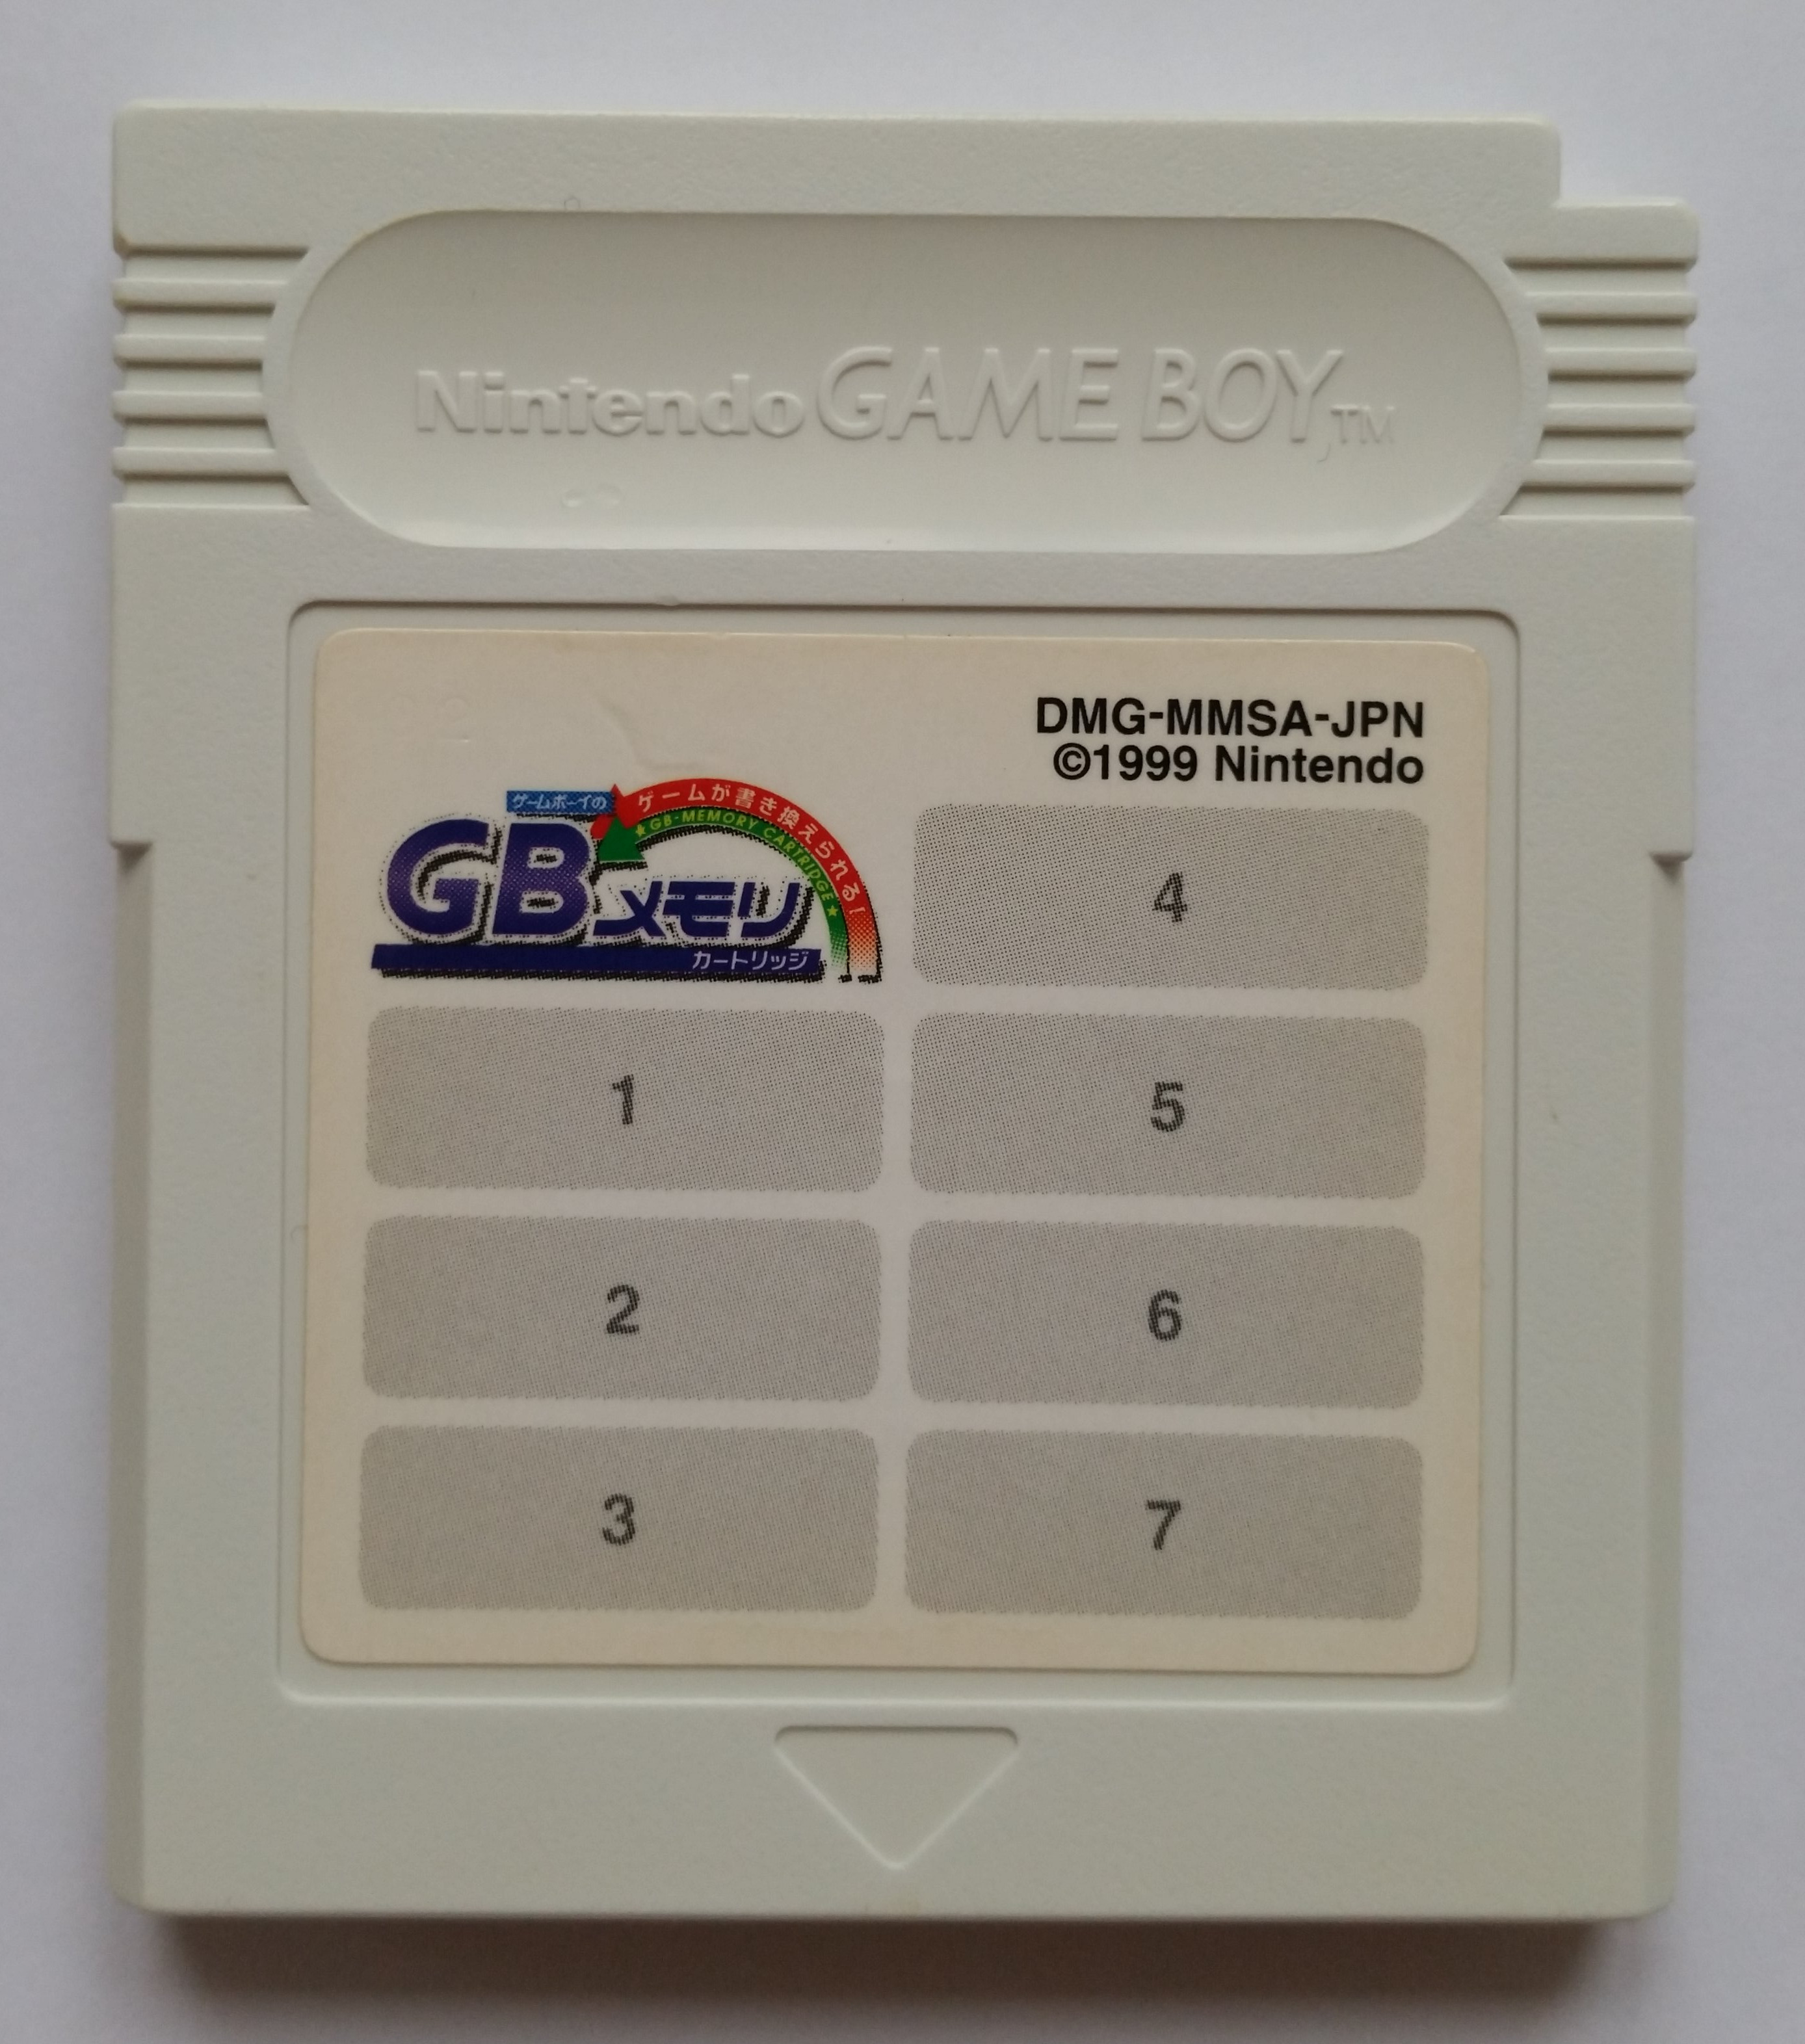 Nintendo GAME BOY TM
DMG-MMSA-JPN
©1999 Nintendo
ゲームボーイの
ゲームが書き換えられる!
★GB-MEMORY CARTRIDGE★
GBメモリ
カートリッジ
4
1
5
2
6
3
7